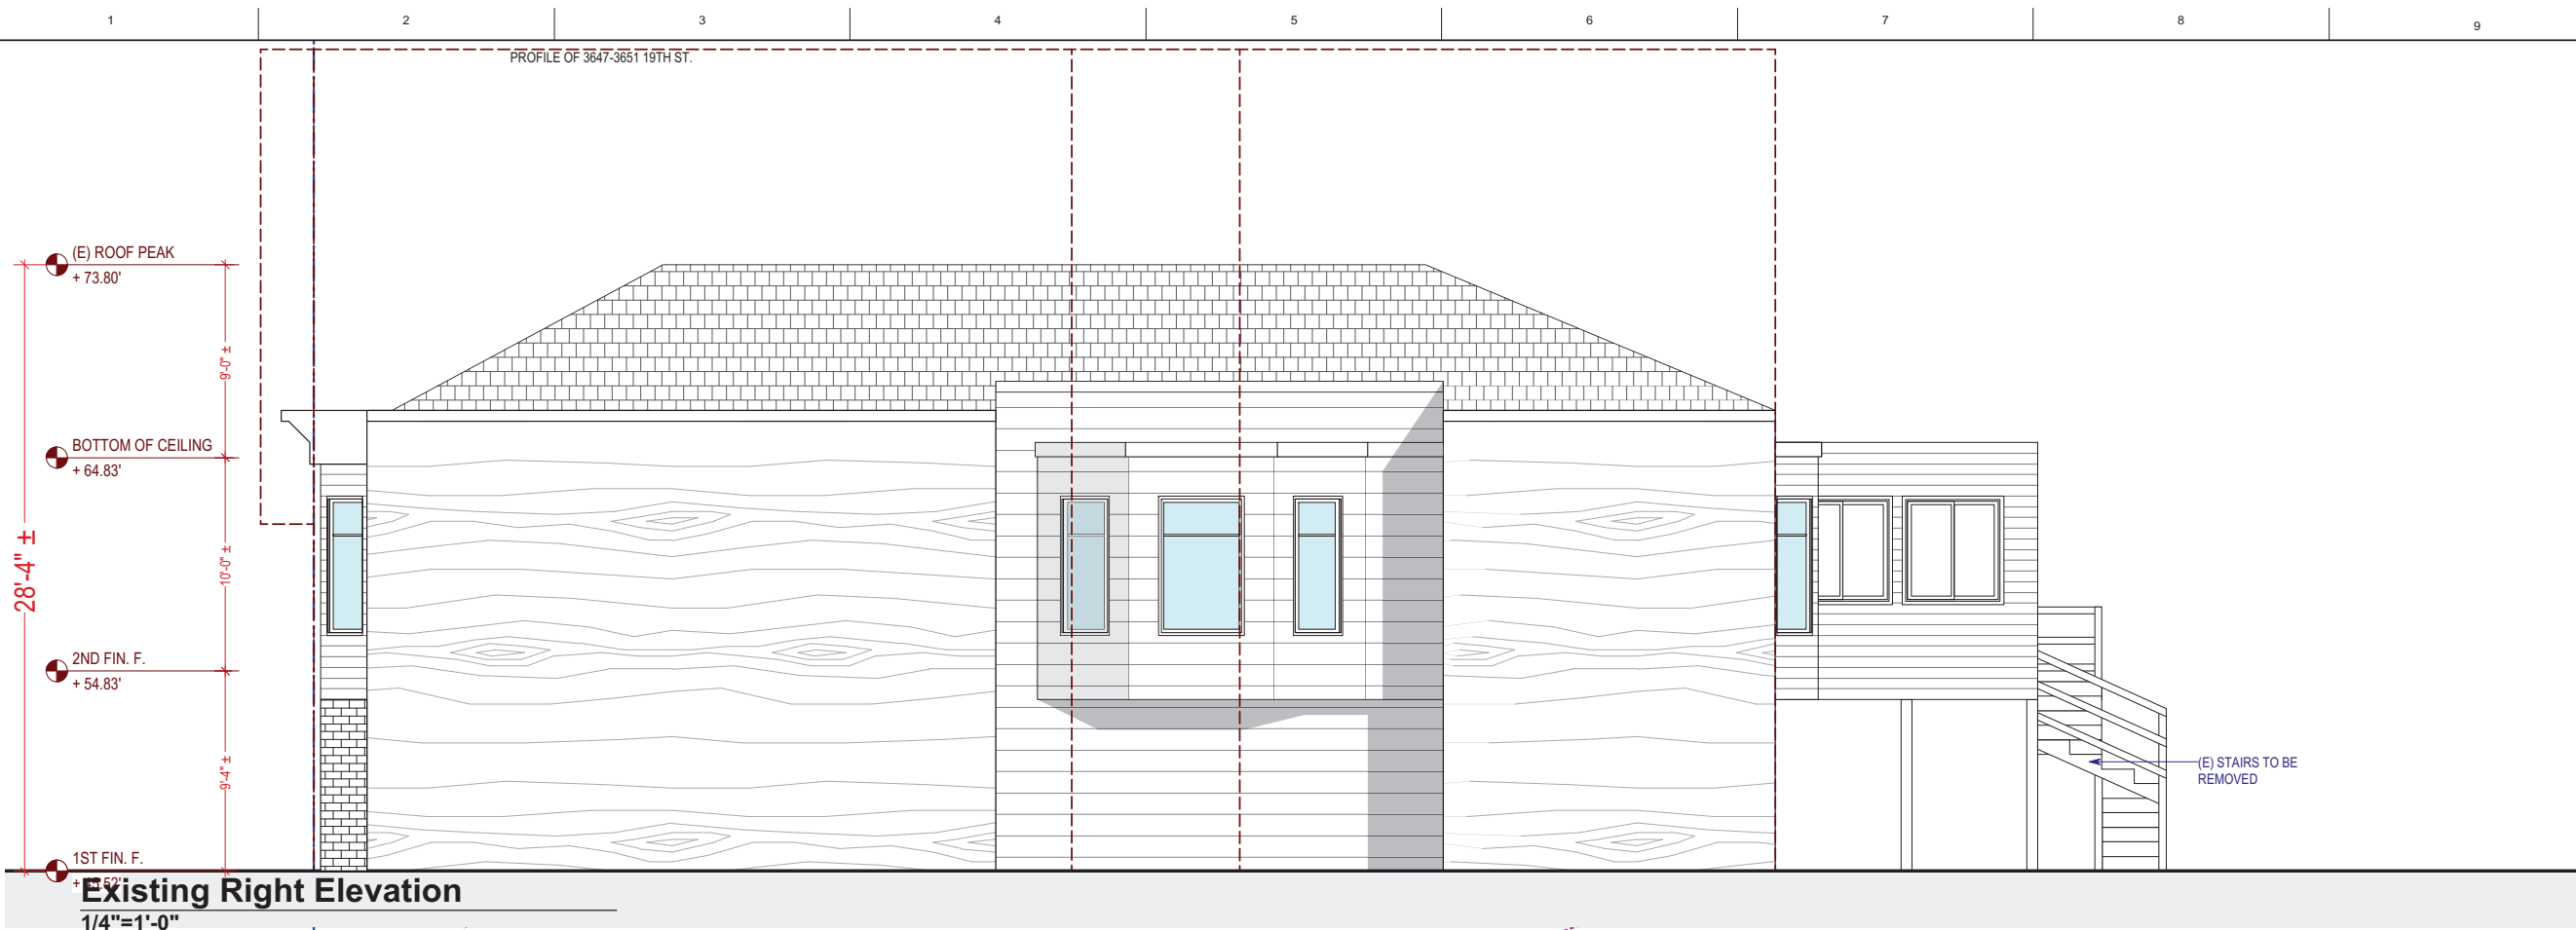 1 2 3 4 5 6 7 8 9
PROFILE OF 3647-3651 19TH ST.
(E) ROOF PEAK
+ 73.80'
9'-0" ±
BOTTOM OF CEILING
+ 64.83'
28'-4" ±
10'-0" ±
2ND FIN. F.
+ 54.83'
9'-4" ±
(E) STAIRS TO BE
REMOVED
1ST FIN. F.
Existing Right Elevation
1/4"=1'-0"